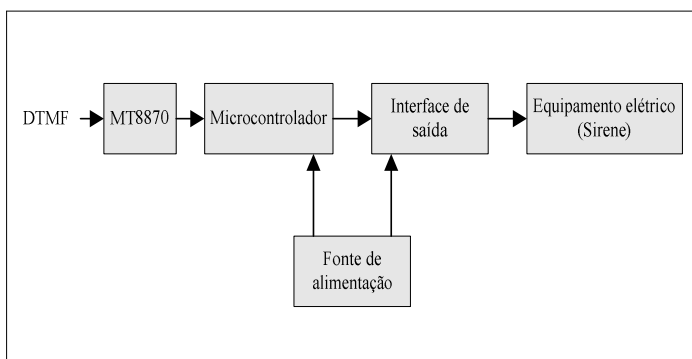 DTMF
MT8870
Microcontrolador
Interface de
saída
Equipamento elétrico
(Sirene)
Fonte de
alimentação